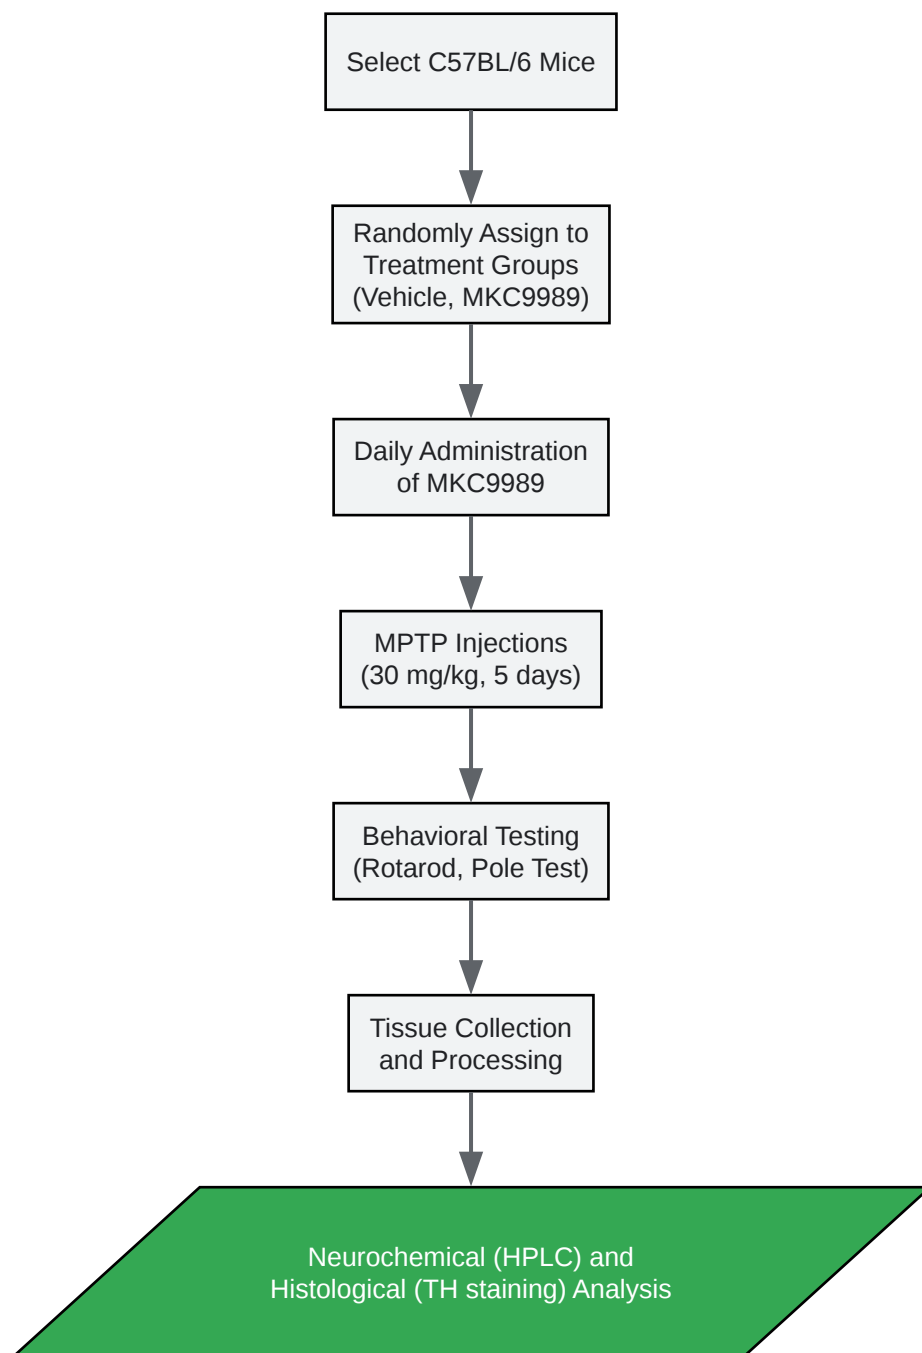 Select C57BL/6 Mice
Randomly Assign to
Treatment Groups
(Vehicle, MKC9989)
Daily Administration
of MKC9989
MPTP Injections
(30 mg/kg, 5 days)
Behavioral Testing
(Rotarod, Pole Test)
Tissue Collection
and Processing
Neurochemical (HPLC) and
Histological (TH staining) Analysis